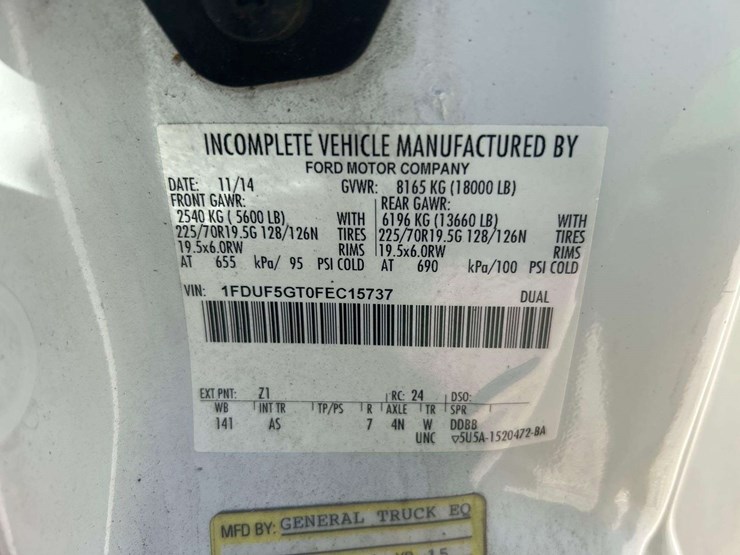 INCOMPLETE VEHICLE MANUFACTURED BY
FORD MOTOR COMPANY
DATE: 11/14 GVWR: 8165 KG (18000 LB)
FRONT GAWR: REAR GAWR:
2540 KG ( 5600 LB) WITH 6196 KG (13660 LB) WITH
225/70R19.5G 128/126N TIRES 225/70R19.5G 128/126N TIRES
19.5x6.0RW RIMS 19.5x6.0RW RIMS
AT 655 kPa/ 95 PSI COLD AT 690 kPa/100 PSI COLD
VIN: 1FDUF5GT0FEC15737 DUAL
EXT PNT: Z1 RC: 24 DSO:
WB INT TR TP/PS R AXLE TR SPR
141 AS 7 4N W DDBB
UNC ▽5U5A-1520472-BA
MFD BY: GENERAL TRUCK EQ